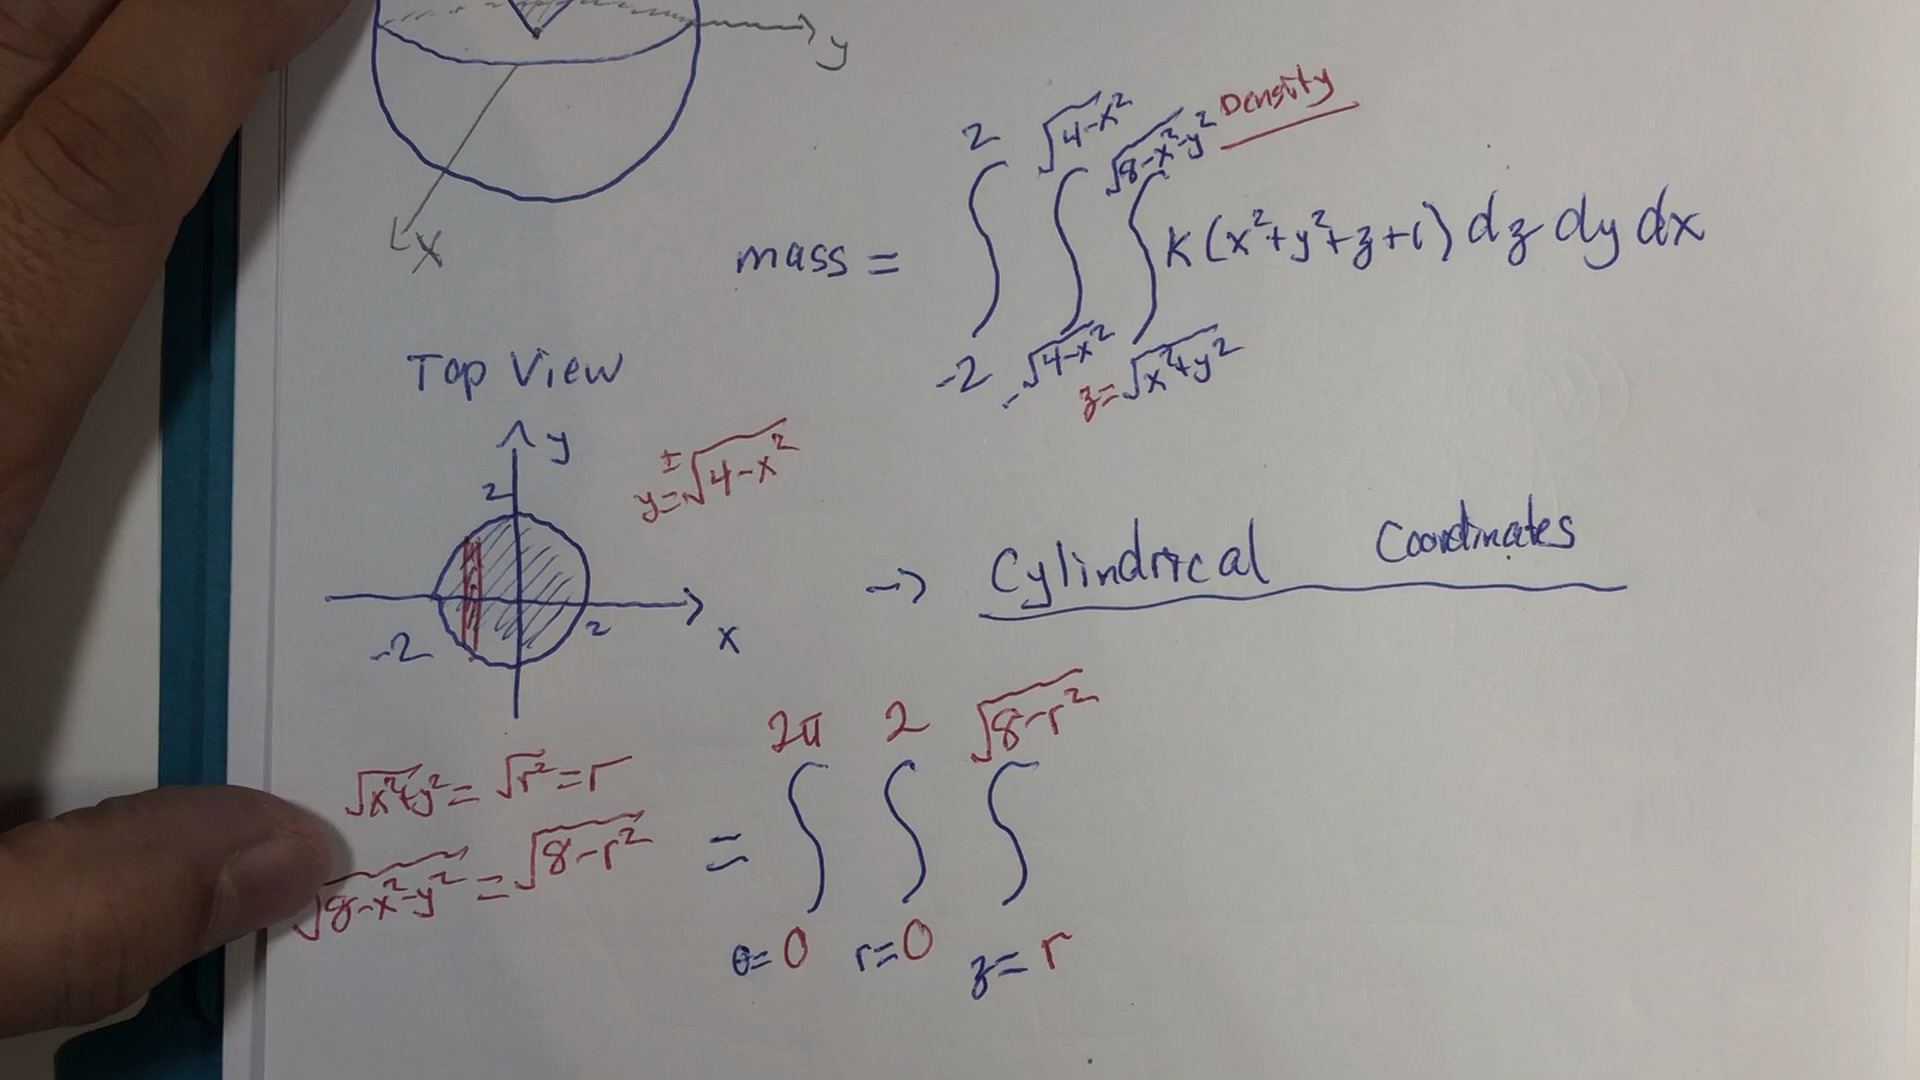 y
x
Density
mass = ∫_{-2}^{2} ∫_{-√(4-x²)}^{√(4-x²)} ∫_{z=√(x²+y²)}^{√(8-x²-y²)} K(x²+y²+z+1) dz dy dx
Top View
y
2
y=±√(4-x²)
-2
2
x
→ Cylindrical Coordinates
√(x²+y²) = √r² = r
√(8-x²-y²) = √(8-r²)
= ∫_{θ=0}^{2π} ∫_{r=0}^{2} ∫_{z=r}^{√(8-r²)}